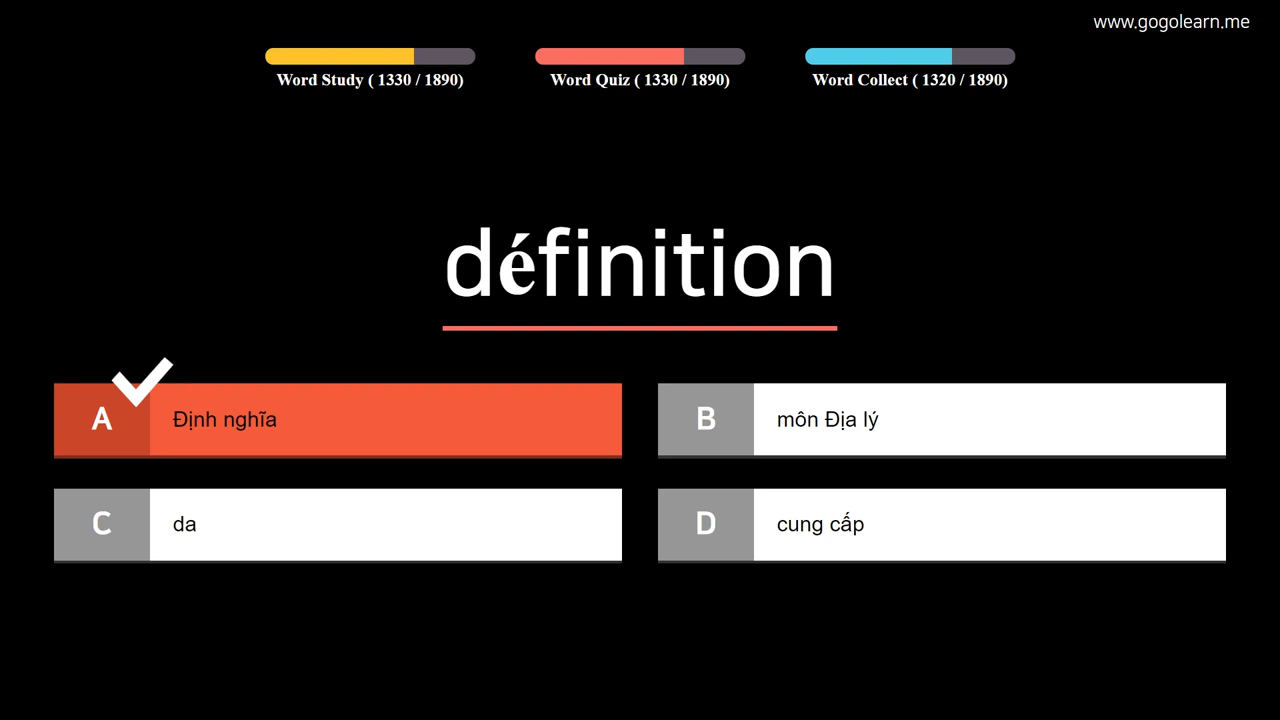 www.gogolearn.me
Word Study ( 1330 / 1890)
Word Quiz ( 1330 / 1890)
Word Collect ( 1320 / 1890)
définition
A
Định nghĩa
B
môn Địa lý
C
da
D
cung cấp